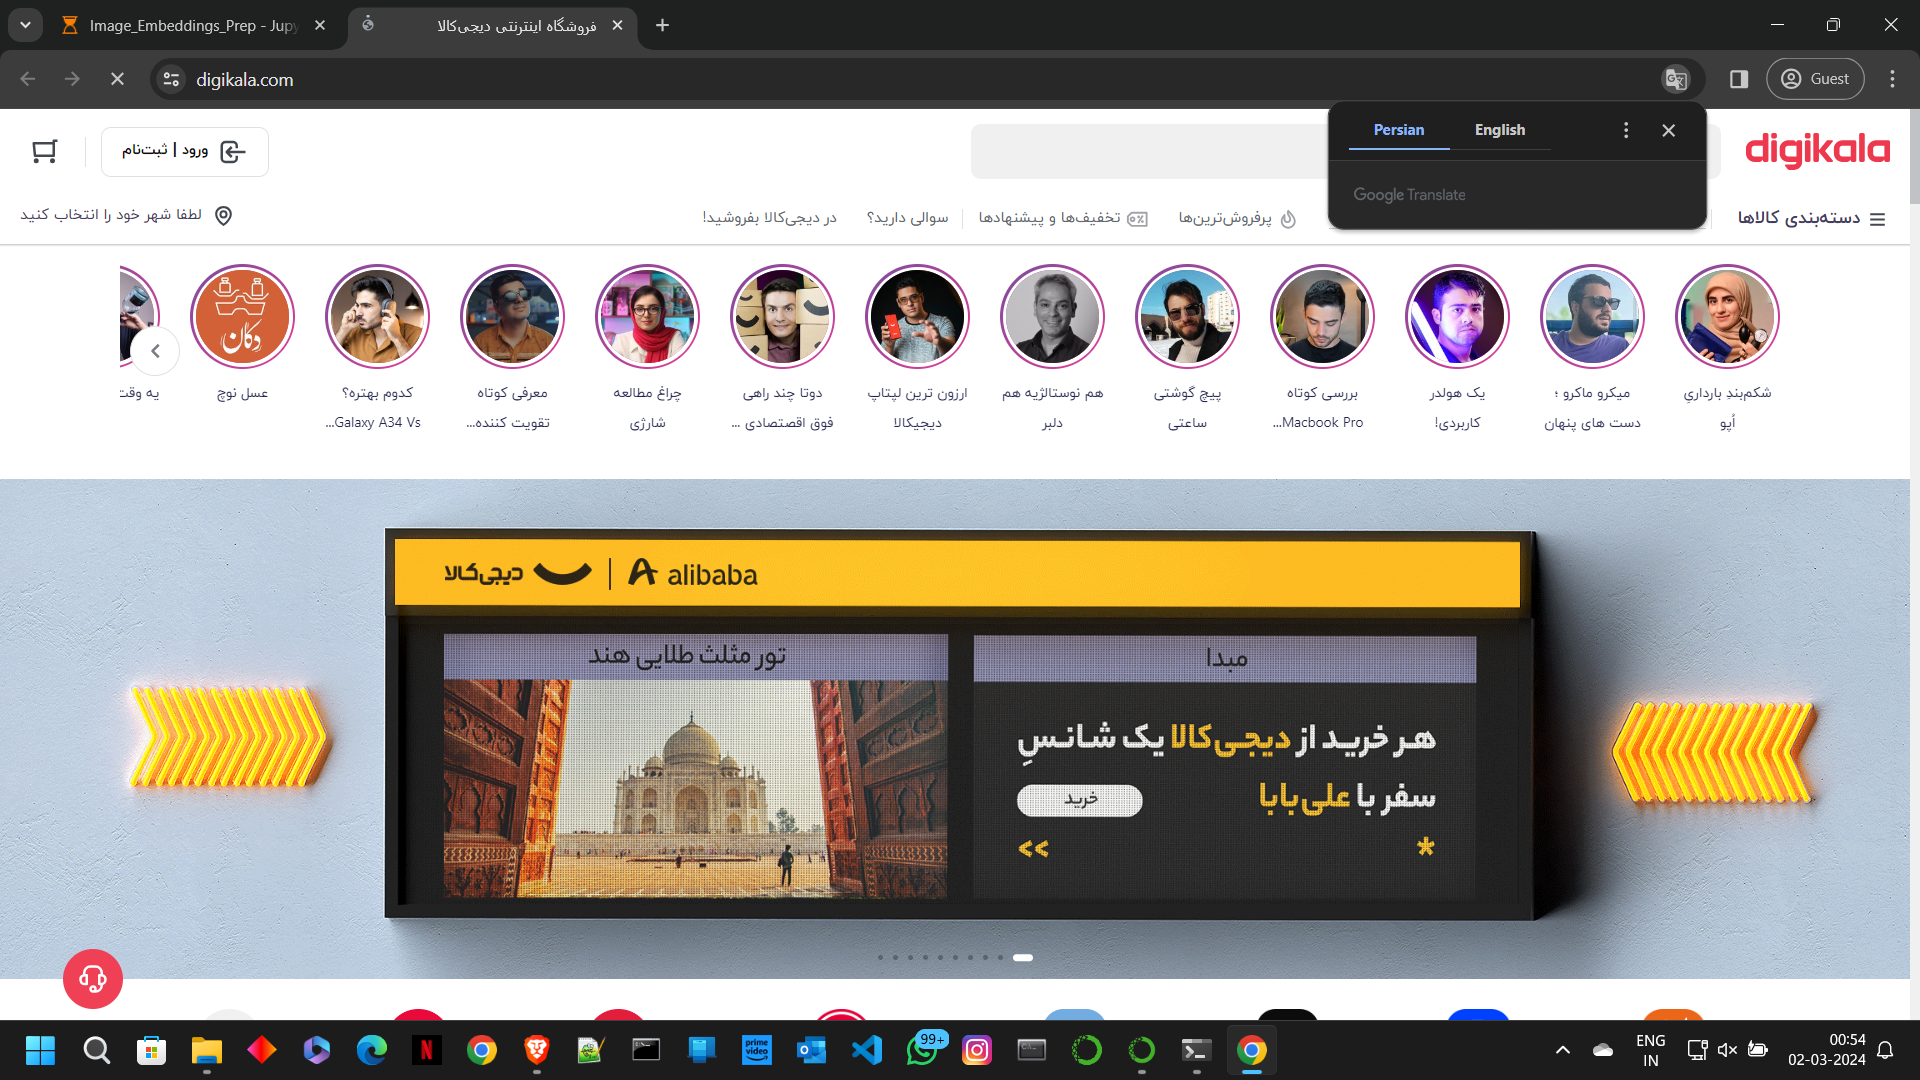 Image_Embeddings_Prep - Jupy
فروشگاه اینترنتی دیجی‌کالا
digikala.com
Guest
Persian
English
Google Translate
digikala
ورود | ثبت‌نام
دسته‌بندی کالاها
پرفروش‌ترین‌ها
تخفیف‌ها و پیشنهادها
سوالی دارید؟
در دیجی‌کالا بفروشید!
لطفا شهر خود را انتخاب کنید
شکم‌بندِ بارداریِ
اُپو
میکرو ماکرو ؛
دست های پنهان
یک هولدر
کاربردی!
بررسی کوتاه
Macbook Pro...
پیچ گوشتی
ساعتی
هم نوستالژیه هم
دلبر
ارزون ترین لپتاپ
دیجیکالا
دوتا چند راهی
فوق اقصتصادی ...
چراغ مطالعه
شارژی
معرفی کوتاه
تقویت کننده...
کدوم بهتره؟
Galaxy A34 Vs...
عسل نوچ
دکان
یه وقت
دیجی‌کالا | alibaba
مبدا
تور مثلث طلایی هند
هر خرید از دیجی‌کالا یک شانسِ
سفر با علی‌بابا
خرید
<<
*
prime
video
99+
ENG
IN
00:54
02-03-2024